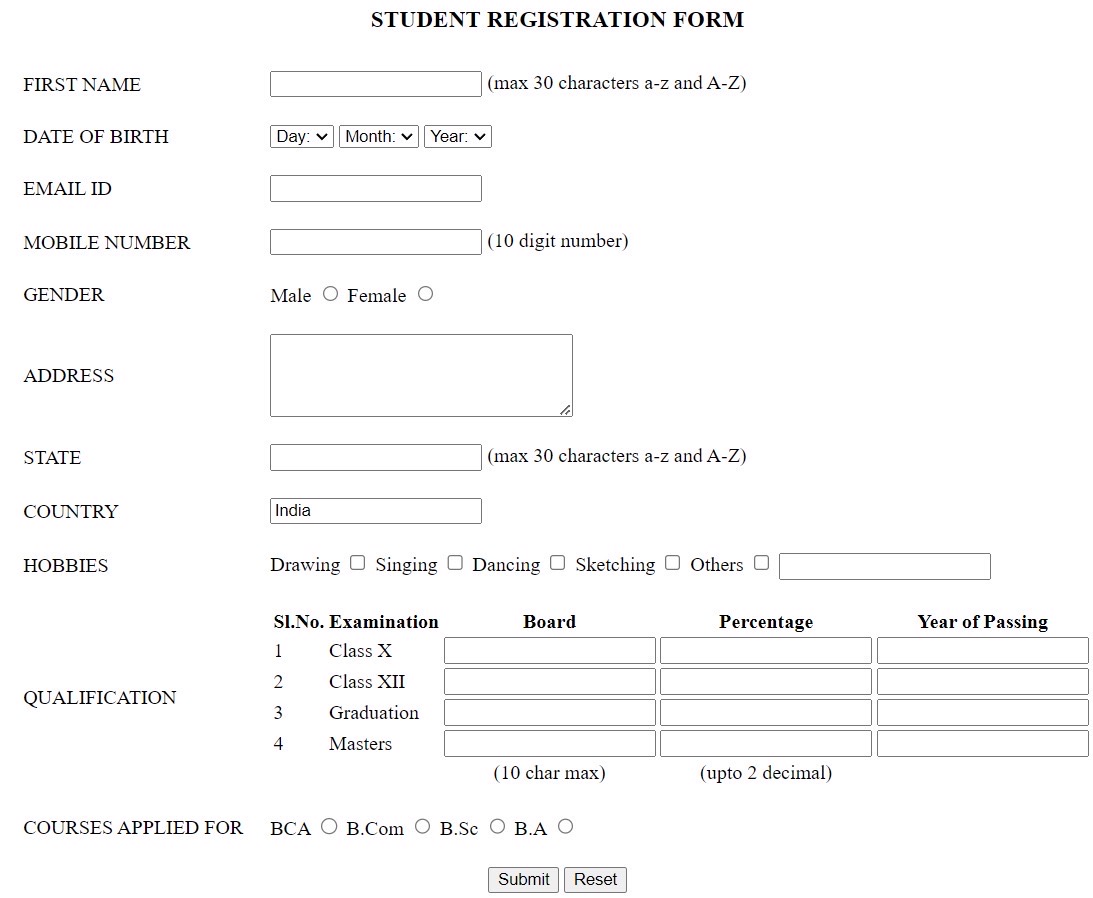 STUDENT REGISTRATION FORM
FIRST NAME (max 30 characters a-z and A-Z)
DATE OF BIRTH Day: Month: Year:
EMAIL ID
MOBILE NUMBER (10 digit number)
GENDER Male Female
ADDRESS
STATE (max 30 characters a-z and A-Z)
COUNTRY India
HOBBIES Drawing Singing Dancing Sketching Others
QUALIFICATION
Sl.No. Examination Board Percentage Year of Passing
1 Class X
2 Class XII
3 Graduation
4 Masters
(10 char max) (upto 2 decimal)
COURSES APPLIED FOR BCA B.Com B.Sc B.A
Submit Reset